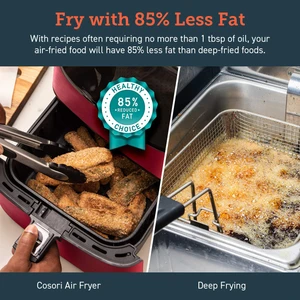 Fry with 85% Less Fat
With recipes often requiring no more than 1 tbsp of oil, your
air-fried food will have 85% less fat than deep-fried foods.
HEALTHY
85%
REDUCED
FAT
CHOICE
Cosori Air Fryer
Deep Frying